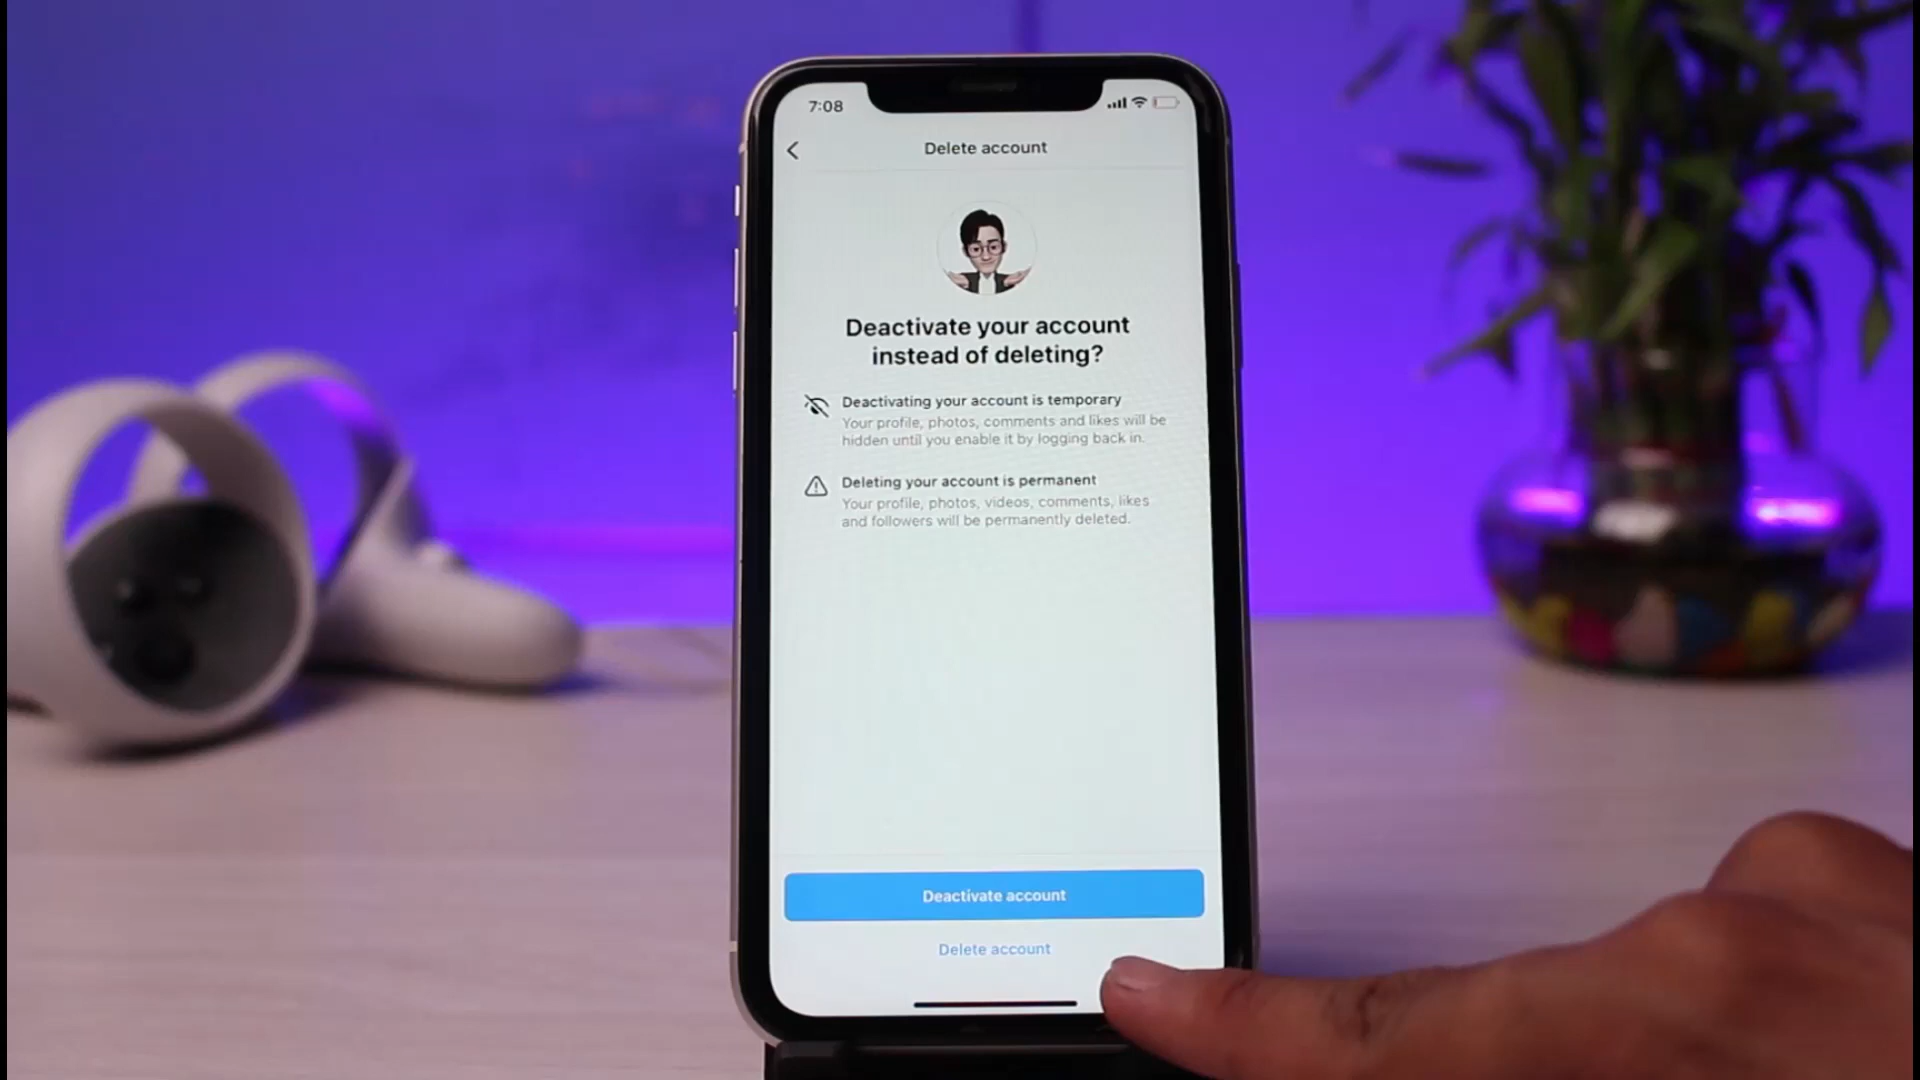 7:08
Delete account
Deactivate your account
instead of deleting?
Deactivating your account is temporary
Your profile, photos, comments and likes will be
hidden until you enable it by logging back in.
Deleting your account is permanent
Your profile, photos, videos, comments, likes
and followers will be permanently deleted.
Deactivate account
Delete account